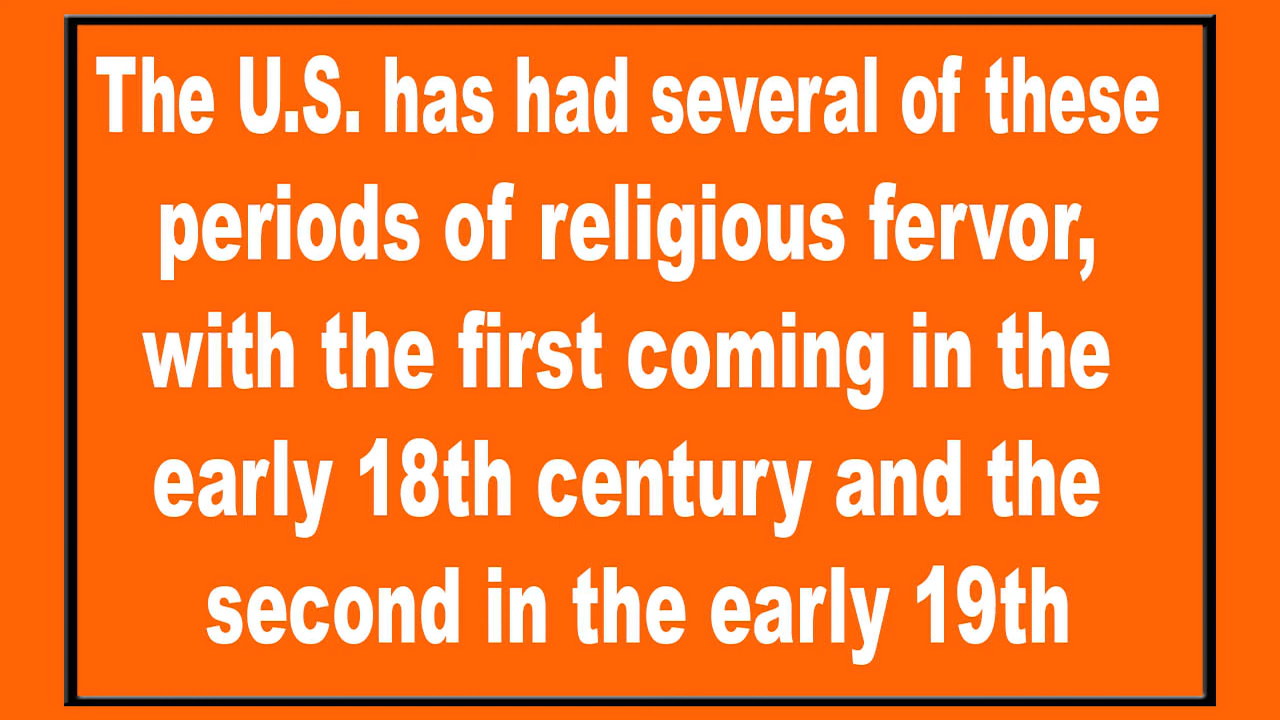 The U.S. has had several of these
periods of religious fervor,
with the first coming in the
early 18th century and the
second in the early 19th